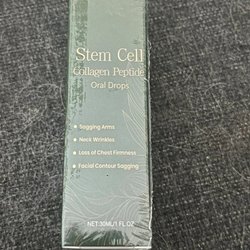 Stem Cell
Collagen Peptide
Oral Drops
Sagging Arms
Neck Wrinkles
Loss of Chest Firmness
Facial Contour Sagging
NET:30ML/1 FL.OZ